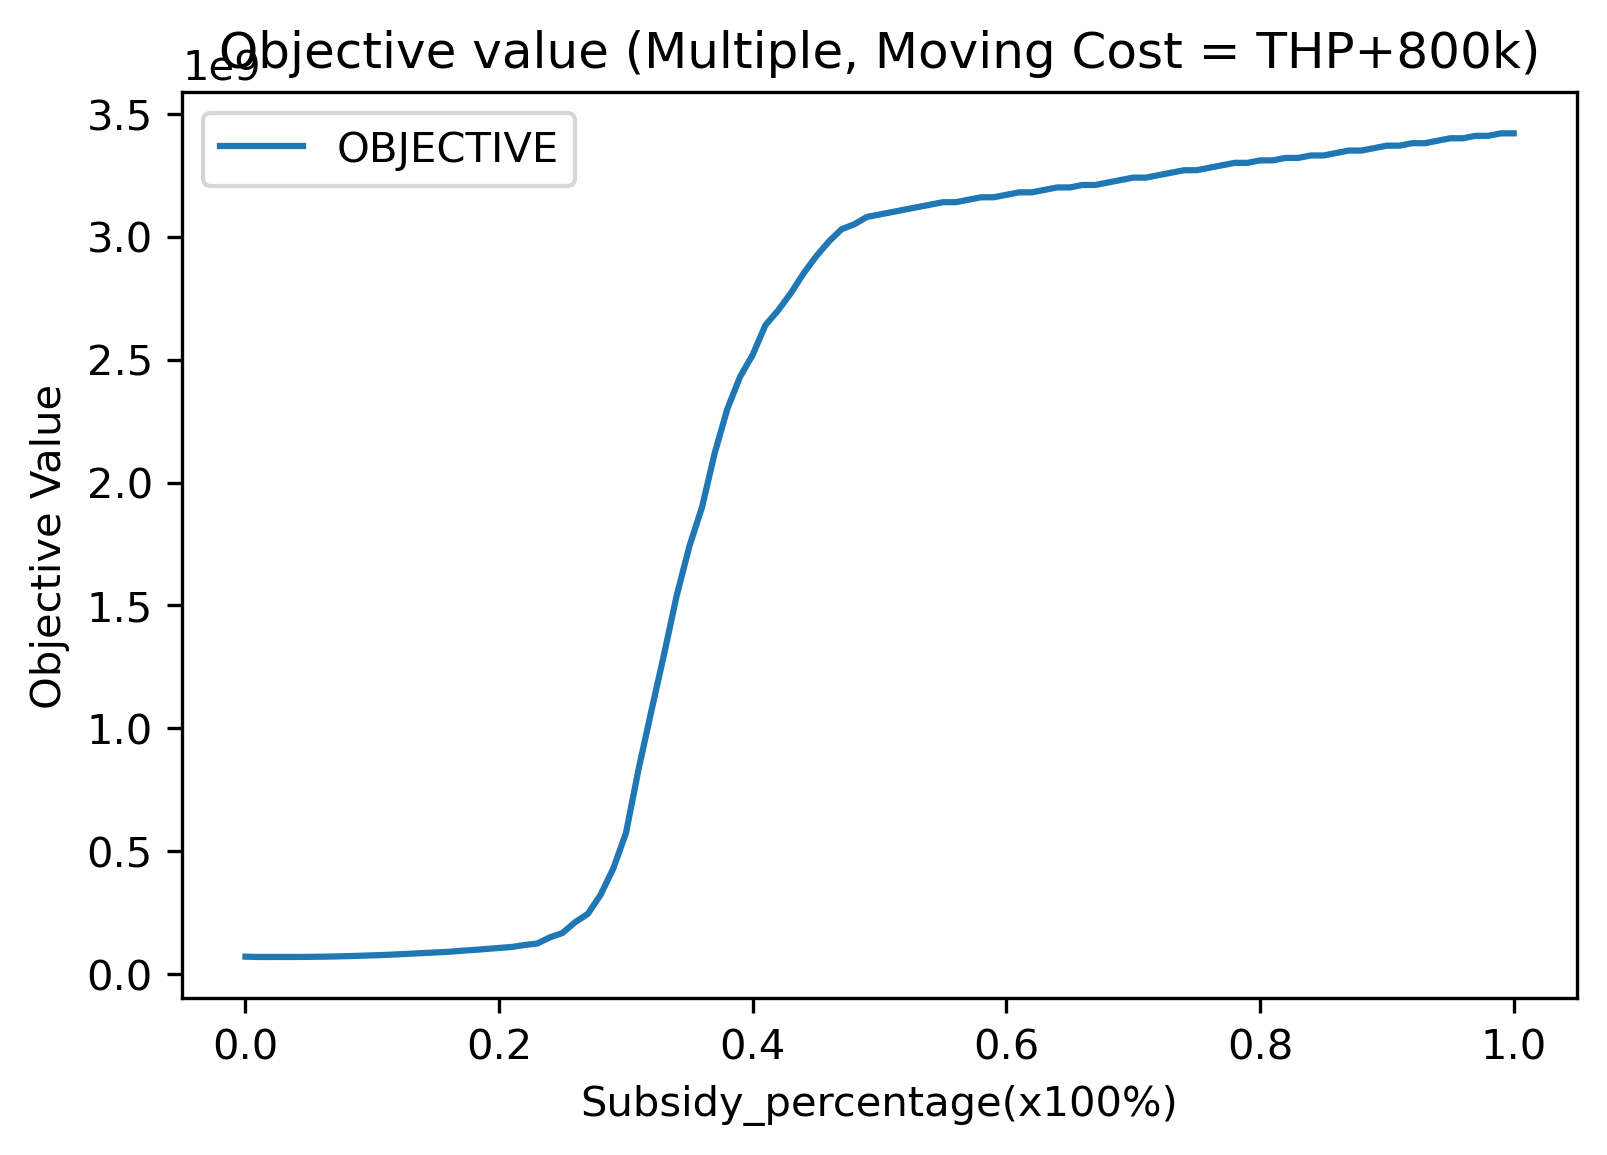 Objective value (Multiple, Moving Cost = THP+800k)
1e9
OBJECTIVE
3.5
3.0
2.5
2.0
1.5
1.0
0.5
0.0
Objective Value
0.0 0.2 0.4 0.6 0.8 1.0
Subsidy_percentage(x100%)